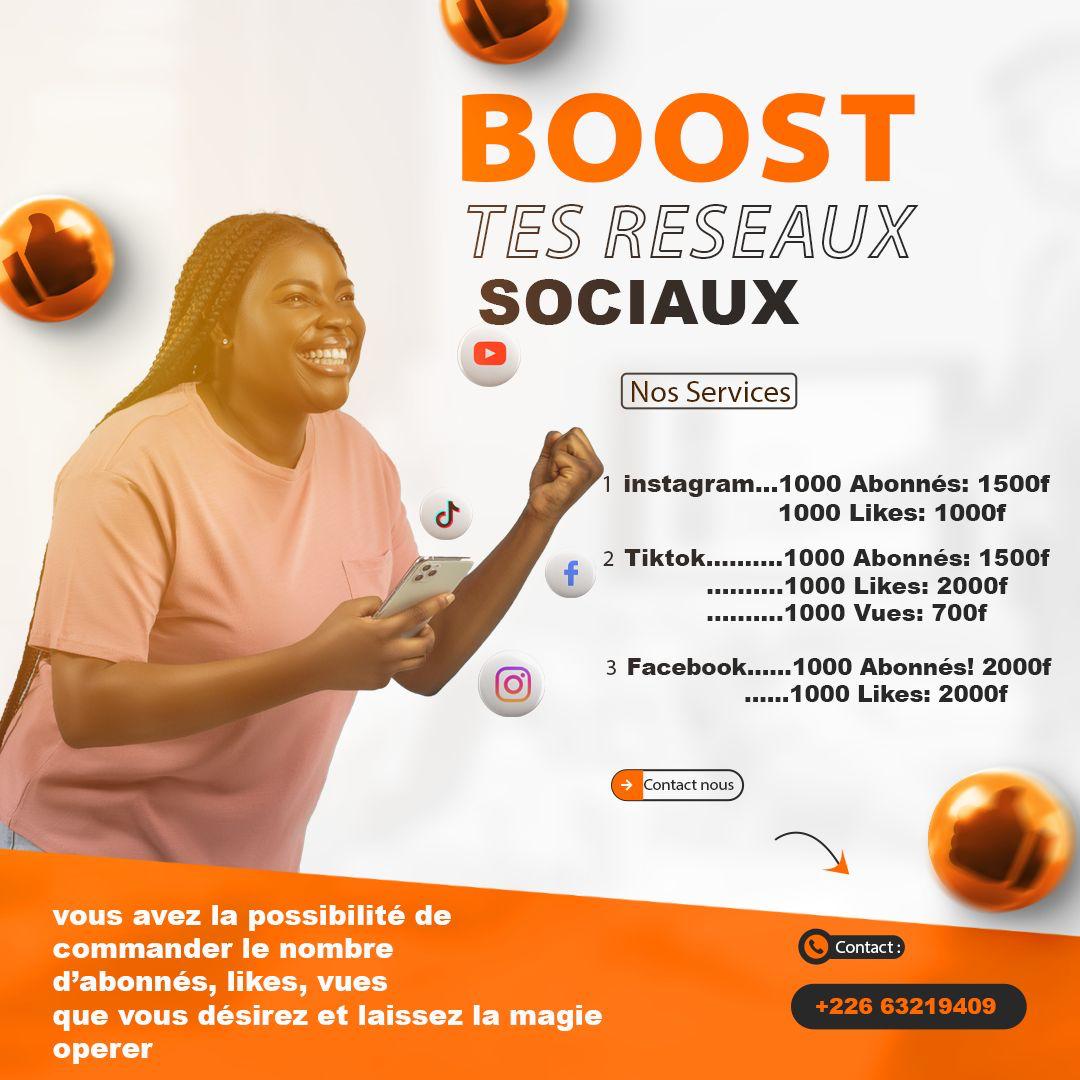 BOOST
TES RESEAUX
SOCIAUX
Nos Services
1 instagram...1000 Abonnés: 1500f
1000 Likes: 1000f
2 Tiktok..........1000 Abonnés: 1500f
..........1000 Likes: 2000f
..........1000 Vues: 700f
3 Facebook......1000 Abonnés! 2000f
......1000 Likes: 2000f
Contact nous
vous avez la possibilité de
commander le nombre
d’abonnés, likes, vues
que vous désirez et laissez la magie
operer
Contact :
+226 63219409